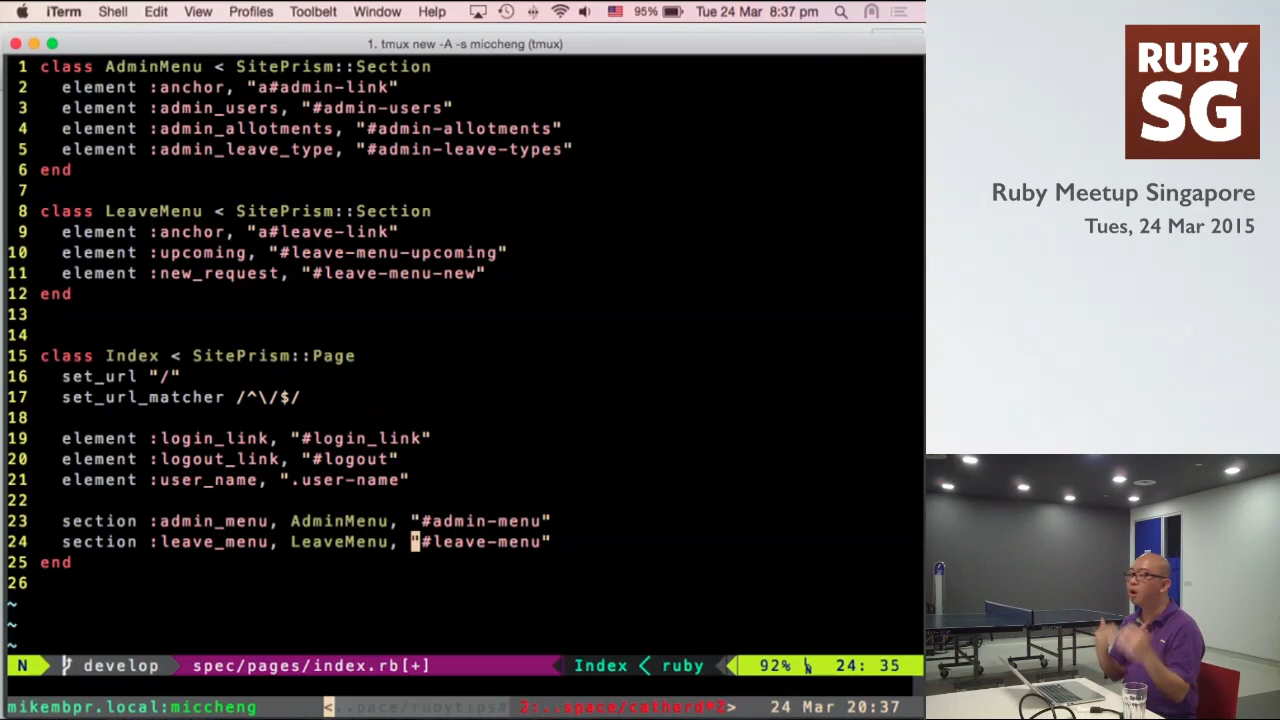 iTerm Shell Edit View Profiles Toolbelt Window Help 95% Tue 24 Mar 8:37 pm
1. tmux new -A -s miccheng (tmux)
1 class AdminMenu < SitePrism::Section
2 element :anchor, "a#admin-link"
3 element :admin_users, "#admin-users"
4 element :admin_allotments, "#admin-allotments"
5 element :admin_leave_type, "#admin-leave-types"
6 end
7
8 class LeaveMenu < SitePrism::Section
9 element :anchor, "a#leave-link"
10 element :upcoming, "#leave-menu-upcoming"
11 element :new_request, "#leave-menu-new"
12 end
13
14
15 class Index < SitePrism::Page
16 set_url "/"
17 set_url_matcher /^\/$/
18
19 element :login_link, "#login_link"
20 element :logout_link, "#logout"
21 element :user_name, ".user-name"
22
23 section :admin_menu, AdminMenu, "#admin-menu"
24 section :leave_menu, LeaveMenu, "#leave-menu"
25 end
26
~
~
~
N develop spec/pages/index.rb[+] Index < ruby 92% 24: 35
mikembpr.local:miccheng <..pace/rubytips# 2:..space/catherd*Z> 24 Mar 20:37
RUBY
SG
Ruby Meetup Singapore
Tues, 24 Mar 2015